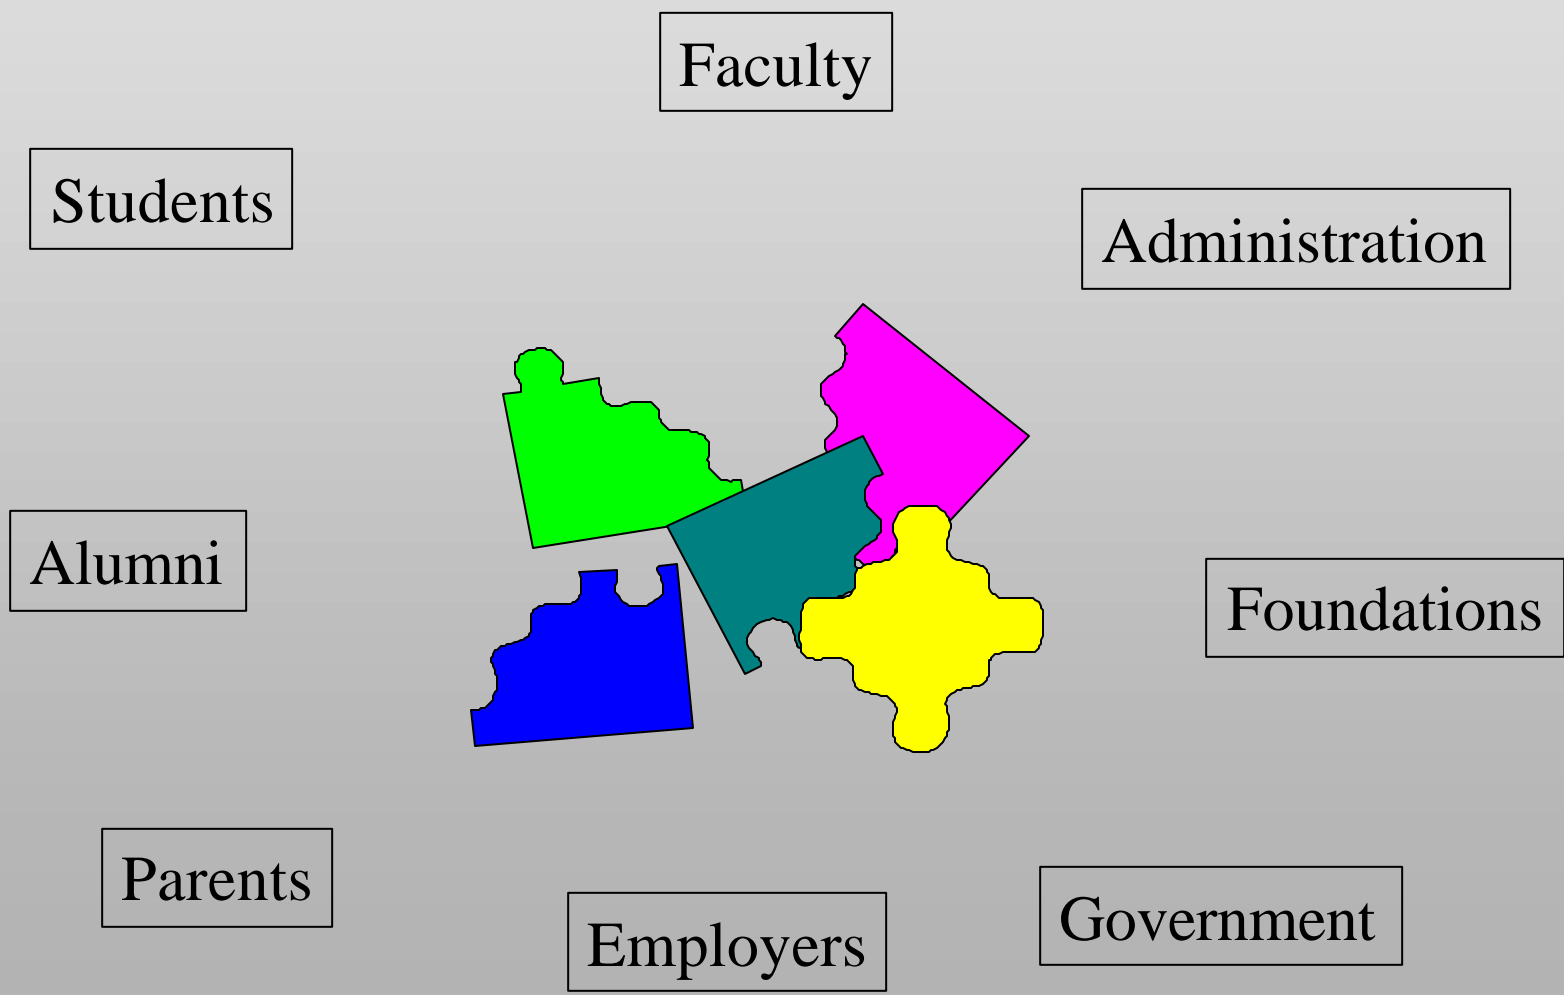 Faculty
Students
Administration
Alumni
Foundations
Parents
Government
Employers